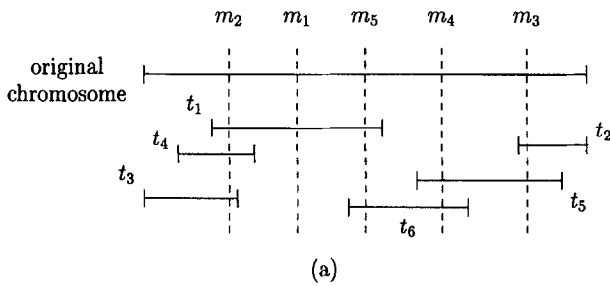 m₂ m₁ m₅ m₄ m₃
original
chromosome
t₁
t₂
t₄
t₃
t₅
t₆
(a)